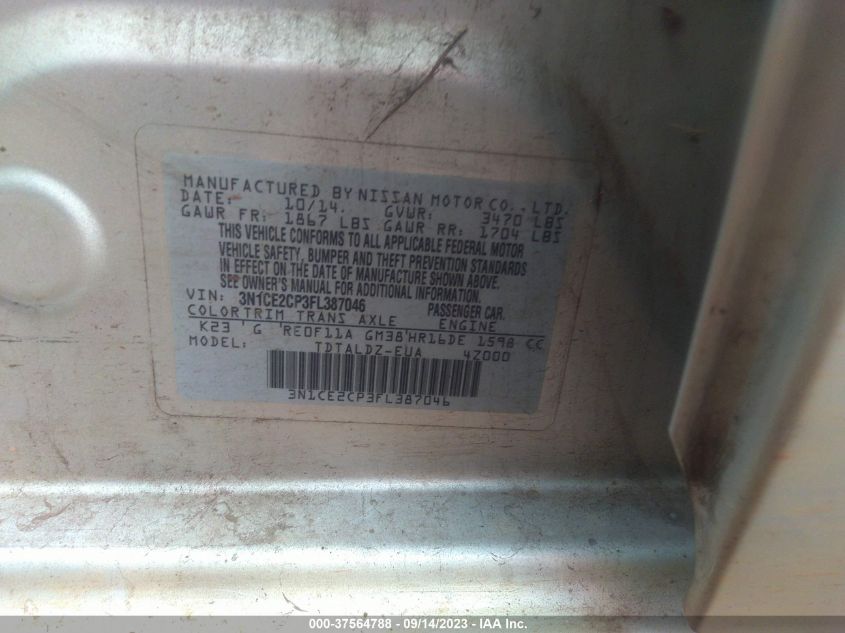 MANUFACTURED BY NISSAN MOTOR CO., LTD.
DATE: 10/14. GVWR: 3470 LBS
GAWR FR: 1867 LBS GAWR RR: 1704 LBS
THIS VEHICLE CONFORMS TO ALL APPLICABLE FEDERAL MOTOR
VEHICLE SAFETY, BUMPER AND THEFT PREVENTION STANDARDS
IN EFFECT ON THE DATE OF MANUFACTURE SHOWN ABOVE.
SEE OWNER'S MANUAL FOR ADDITIONAL INFORMATION.
VIN: 3N1CE2CP3FL387046 PASSENGER CAR.
COLOR TRIM TRANS AXLE ENGINE
K23 ' G 'RE0F11A GM38'HR16DE 1598 CC
MODEL: TDTALDZ-EUA 4Z000
3N1CE2CP3FL387046
000-37564788 - 09/14/2023 - IAA Inc.